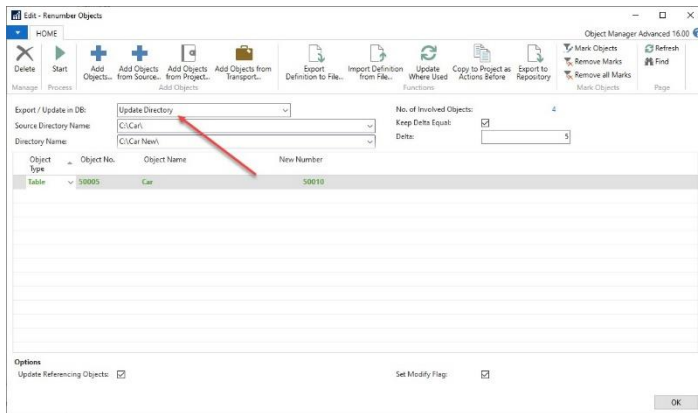 Edit - Renumber Objects
HOME
Object Manager Advanced 16.00
Delete
Start
Add Objects...
Add Objects from Source...
Add Objects from Project...
Add Objects from Transport...
Export Definition to File...
Import Definition from File...
Update Where Used
Copy to Project as Actions Before
Export to Repository
Mark Objects
Remove Marks
Remove all Marks
Refresh
Find
Manage
Process
Add Objects
Functions
Mark Objects
Page
Export / Update in DB: Update Directory
No. of Involved Objects: 4
Source Directory Name: C:\Car\
Keep Delta Equal:
Directory Name: C:\Car New\
Delta: 5
Object Type Object No. Object Name New Number
Table 50005 Car 50010
Options
Update Referencing Objects:
Set Modify Flag:
OK